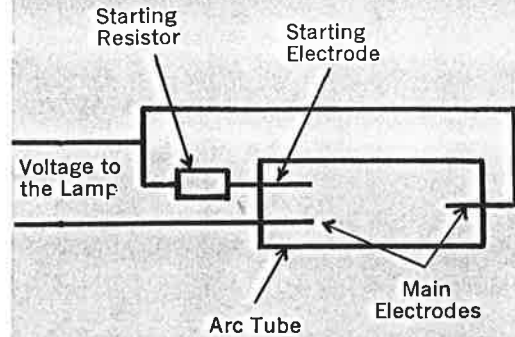 Starting
Resistor
Starting
Electrode
Voltage to
the Lamp
Main
Electrodes
Arc Tube